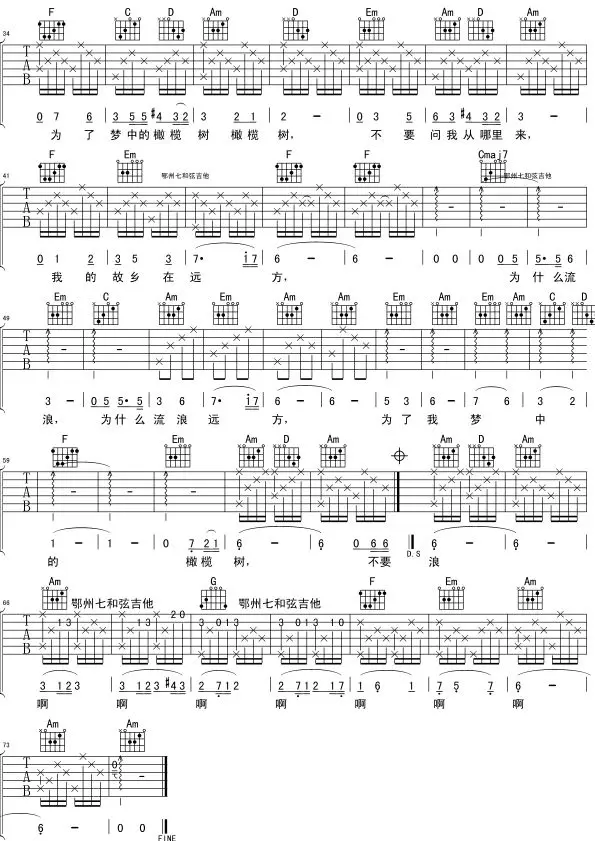 F C D Am D Em Am D Am
34
T A B
0 7 6 | 3 5 5 #4 3 2 | 3 2 1 | 2 — | 0 3 5 | 6 3 #4 3 2 | 3 — |
为 了 梦 中的 橄 榄 树 橄 榄 树, 不 要 问 我 从 哪 里 来,
F Em 鄂州七和弦吉他 F F Cmaj7 鄂州七和弦吉他
41
T A B
0 1 2 | 3 5 3 | 7• i7 | 6 — | 6 — | 0 0 | 0 05 | 5•56
我 的 故 乡 在 远 方, 为 什 么 流
Em C Am Em Am Am Em Am Em Am C D
49
T A B
3 — | 05 5•5 | 3 6 | 7• i7 | 6 — | 6 — | 5 3 | 6 — | 7 6 | 3 2
浪, 为 什 么 流 浪 远 方, 为 了 我 梦 中
F Em Am D Am Am D Am
59
T A B
1 — | 1 — | 0 7 2 1 | 6 — | 6 0 6 6 | 6 — | 6 —
D.S
的 橄 榄 树, 不 要 浪
Am 鄂州七和弦吉他 G 鄂州七和弦吉他 F Em Am
66
T A B
1 3 1 3 2 0 3 0 1 3 3 0 1 3 1 0
3 1 2 3 | 3 1 2 3 #4 3 | 2 7 1 2 | 2 7 1 2 1 7 | 1 6 1 | 7 5 7 | 6 — |
啊 啊 啊 啊 啊 啊 啊
Am Am
73
T A B
0
6 — | 0 0
FINE